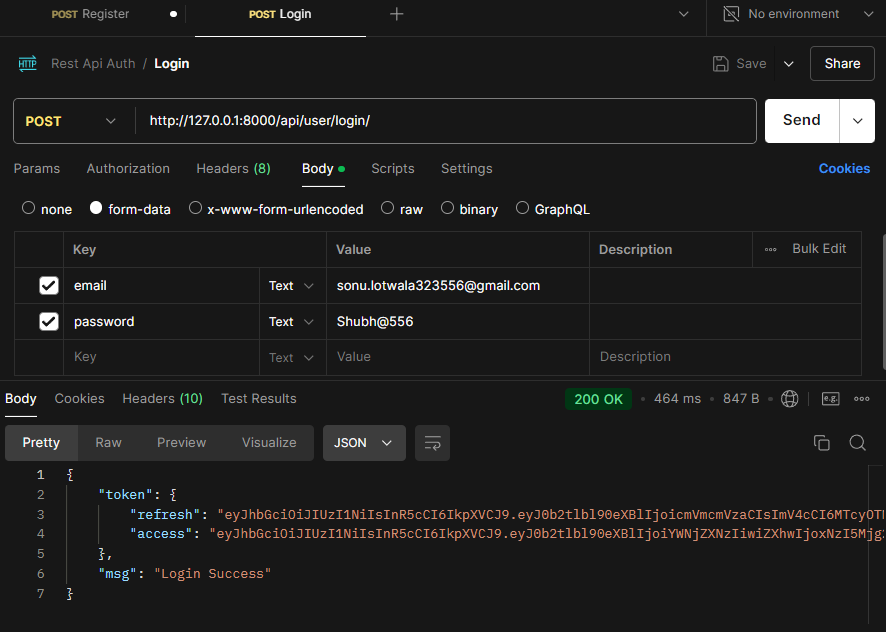 POST Register POST Login No environment
HTTP Rest Api Auth / Login Save Share
POST http://127.0.0.1:8000/api/user/login/ Send
Params Authorization Headers (8) Body Scripts Settings Cookies
none form-data x-www-form-urlencoded raw binary GraphQL
Key Value Description Bulk Edit
email Text sonu.lotwala323556@gmail.com
password Text Shubh@556
Key Text Value Description
Body Cookies Headers (10) Test Results 200 OK • 464 ms • 847 B • e.g.
Pretty Raw Preview Visualize JSON
1 {
2 "token": {
3 "refresh": "eyJhbGciOiJIUzI1NiIsInR5cCI6IkpXVCJ9.eyJ0b2tlbl90eXBlIjoicmVmcmVzaCIsImV4cCI6MTcyOT
4 "access": "eyJhbGciOiJIUzI1NiIsInR5cCI6IkpXVCJ9.eyJ0b2tlbl90eXBlIjoiYWNjZXNzIiwiZXhwIjoxNzI5Mjg
5 },
6 "msg": "Login Success"
7 }